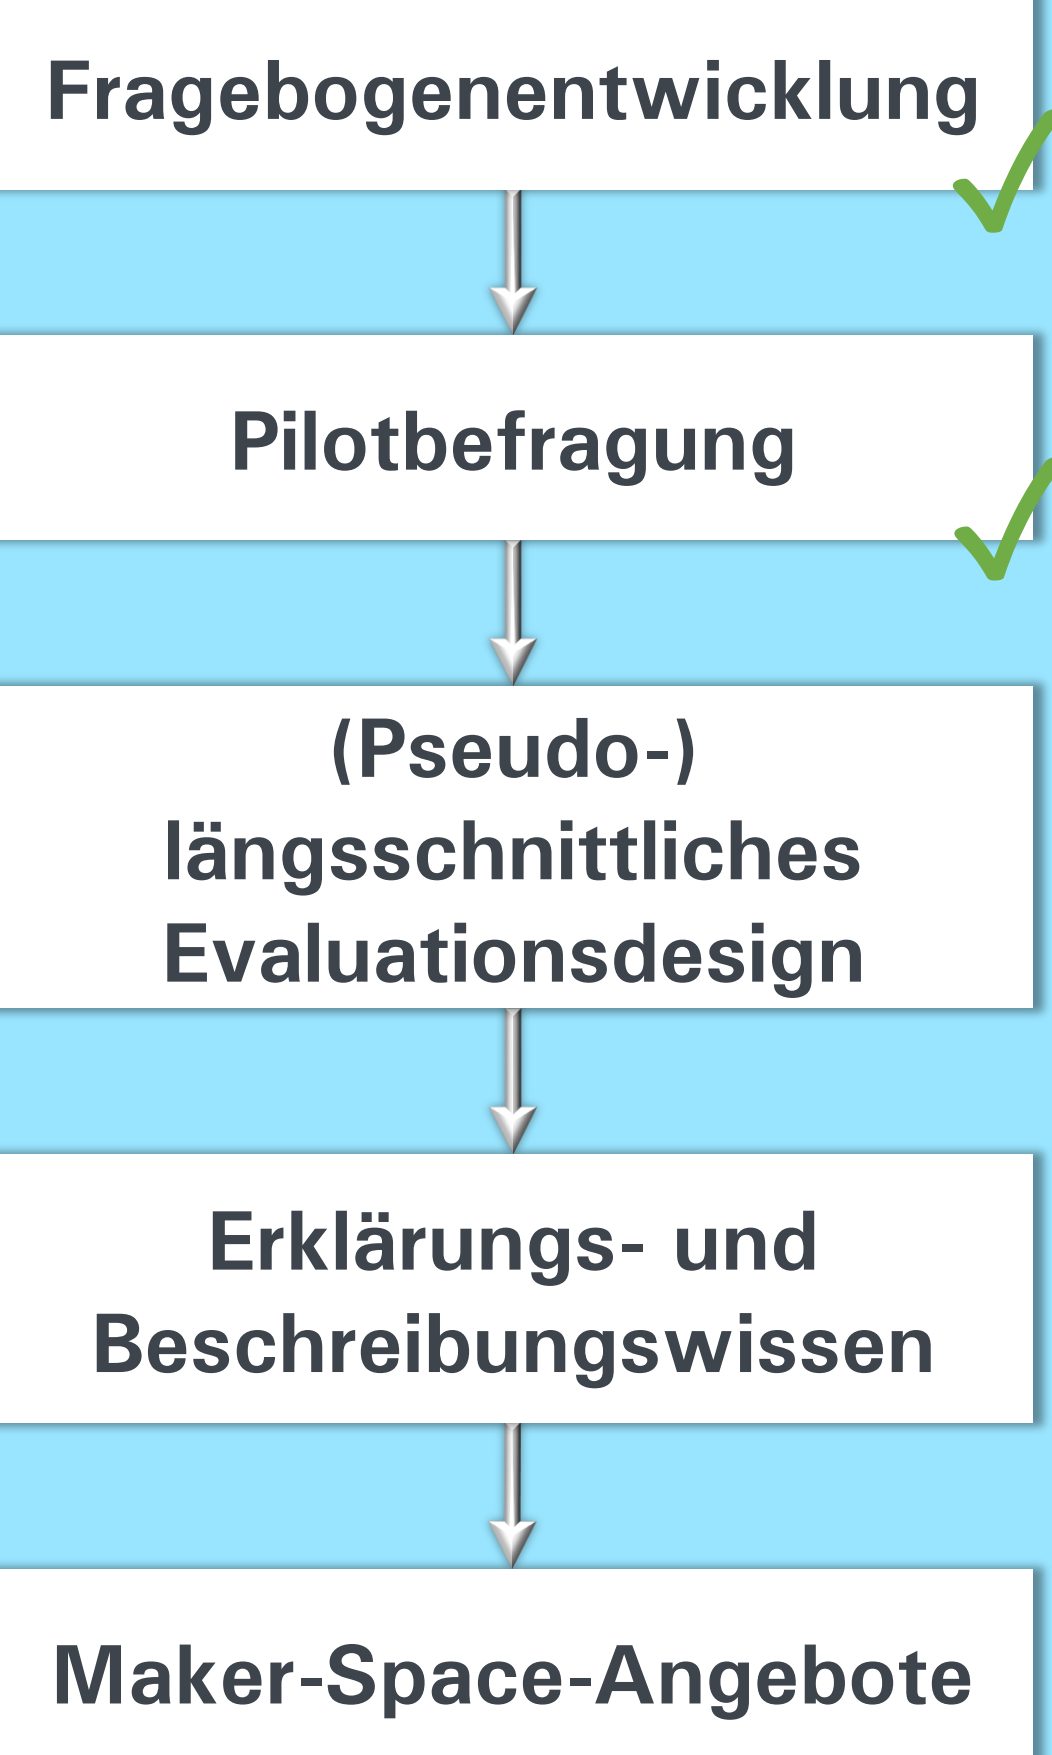 Fragebogenentwicklung
Pilotbefragung
(Pseudo-)
längsschnittliches
Evaluationsdesign
Erklärungs- und
Beschreibungswissen
Maker-Space-Angebote